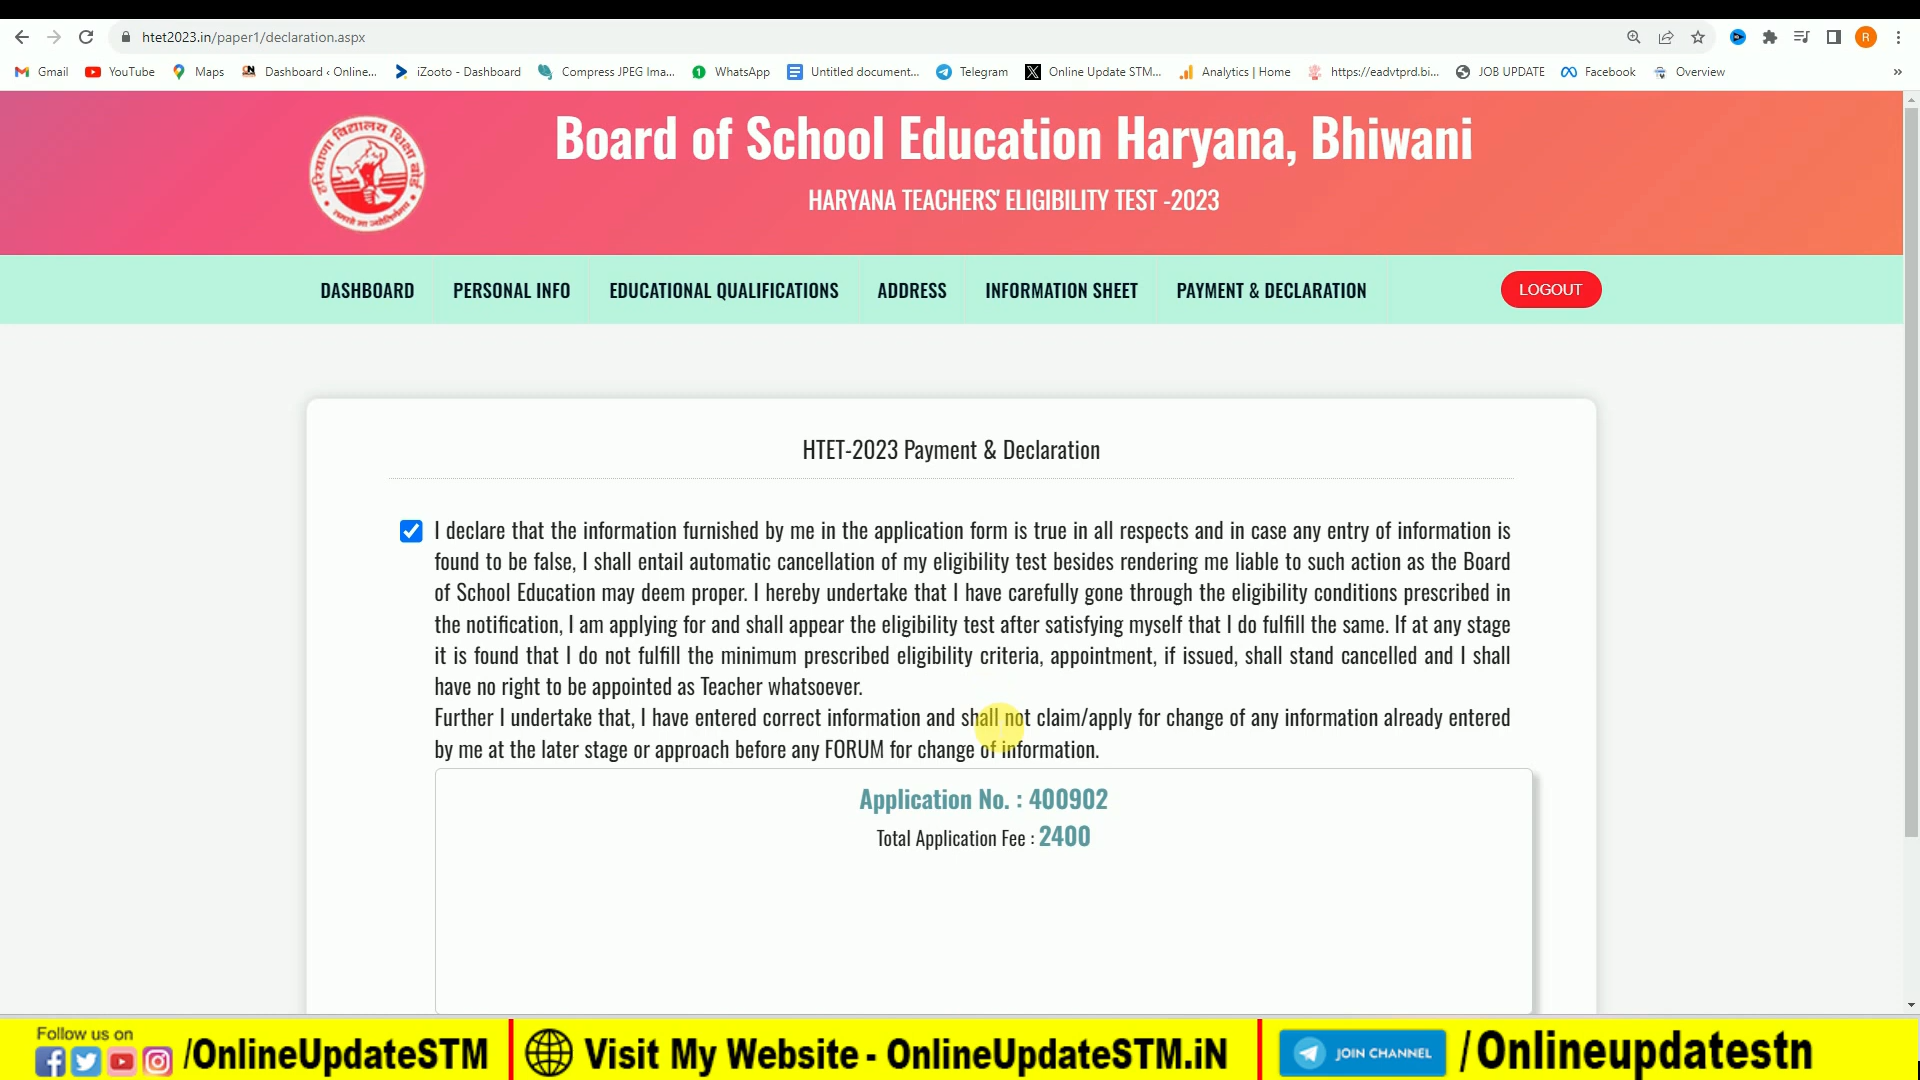 htet2023.in/paper1/declaration.aspx
R
Gmail YouTube Maps Dashboard ‹ Online... iZooto - Dashboard Compress JPEG Ima... WhatsApp Untitled document... Telegram Online Update STM... Analytics | Home https://eadvtprd.bi... JOB UPDATE Facebook Overview »
हरियाणा विद्यालय शिक्षा बोर्ड
Board of School Education Haryana, Bhiwani
HARYANA TEACHERS' ELIGIBILITY TEST -2023
DASHBOARD PERSONAL INFO EDUCATIONAL QUALIFICATIONS ADDRESS INFORMATION SHEET PAYMENT & DECLARATION LOGOUT
HTET-2023 Payment & Declaration
I declare that the information furnished by me in the application form is true in all respects and in case any entry of information is
found to be false, I shall entail automatic cancellation of my eligibility test besides rendering me liable to such action as the Board
of School Education may deem proper. I hereby undertake that I have carefully gone through the eligibility conditions prescribed in
the notification, I am applying for and shall appear the eligibility test after satisfying myself that I do fulfill the same. If at any stage
it is found that I do not fulfill the minimum prescribed eligibility criteria, appointment, if issued, shall stand cancelled and I shall
have no right to be appointed as Teacher whatsoever.
Further I undertake that, I have entered correct information and shall not claim/apply for change of any information already entered
by me at the later stage or approach before any FORUM for change of information.
Application No. : 400902
Total Application Fee : 2400
Follow us on
/OnlineUpdateSTM Visit My Website - OnlineUpdateSTM.iN JOIN CHANNEL /Onlineupdatestn